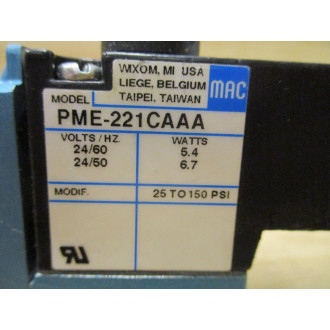 WIXOM, MI USA
LIEGE, BELGIUM
TAIPEI, TAIWAN
MAC
MODEL
PME-221CAAA
VOLTS / HZ. WATTS
24/60 5.4
24/50 6.7
MODIF. 25 TO 150 PSI
RU